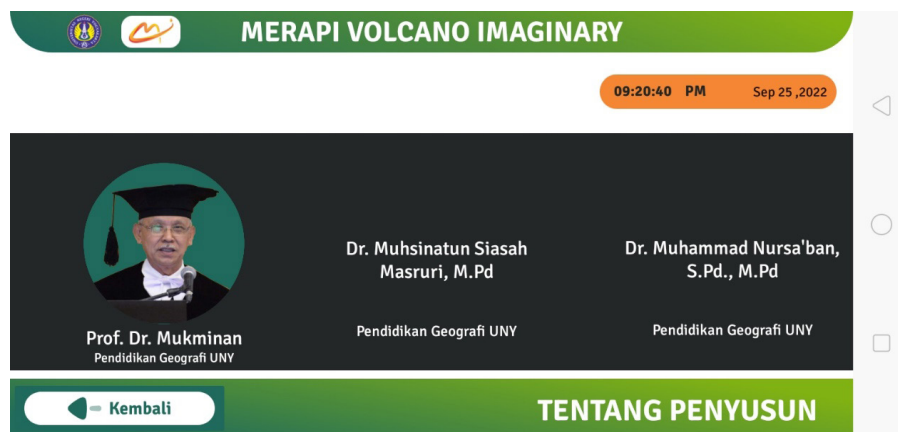 MERAPI VOLCANO IMAGINARY
09:20:40 PM Sep 25 ,2022
Prof. Dr. Mukminan
Pendidikan Geografi UNY
Dr. Muhsinatun Siasah
Masruri, M.Pd
Pendidikan Geografi UNY
Dr. Muhammad Nursa'ban,
S.Pd., M.Pd
Pendidikan Geografi UNY
Kembali
TENTANG PENYUSUN